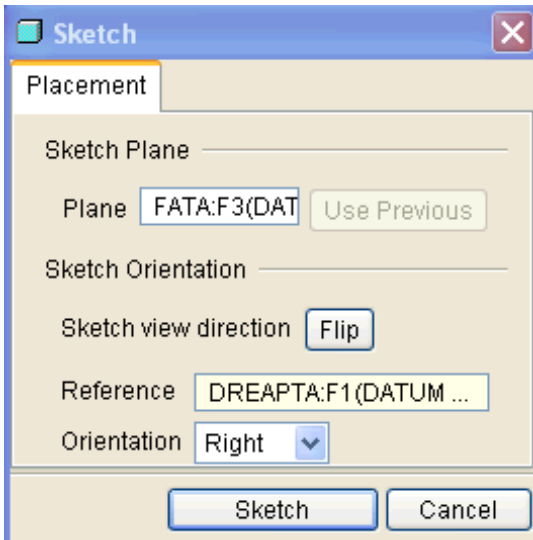 Sketch
Placement
Sketch Plane
Plane FATA:F3(DAT Use Previous
Sketch Orientation
Sketch view direction Flip
Reference DREAPTA:F1(DATUM ...
Orientation Right
Sketch Cancel